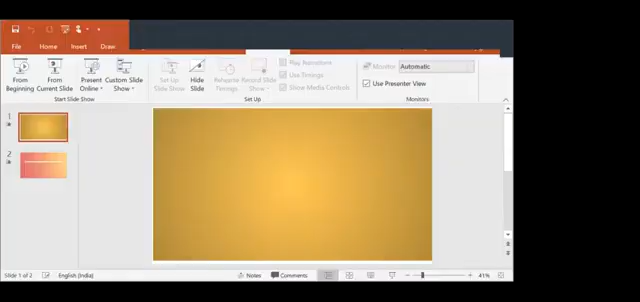 File Home Insert Draw
From Beginning
From Current Slide
Present Online
Custom Slide Show
Set Up Slide Show
Hide Slide
Rehearse Timings
Record Slide Show
Play Narrations
Use Timings
Show Media Controls
Monitor Automatic
Use Presenter View
Start Slide Show
Set Up
Monitors
1
2
Slide 1 of 2 English (India) Notes Comments 41%